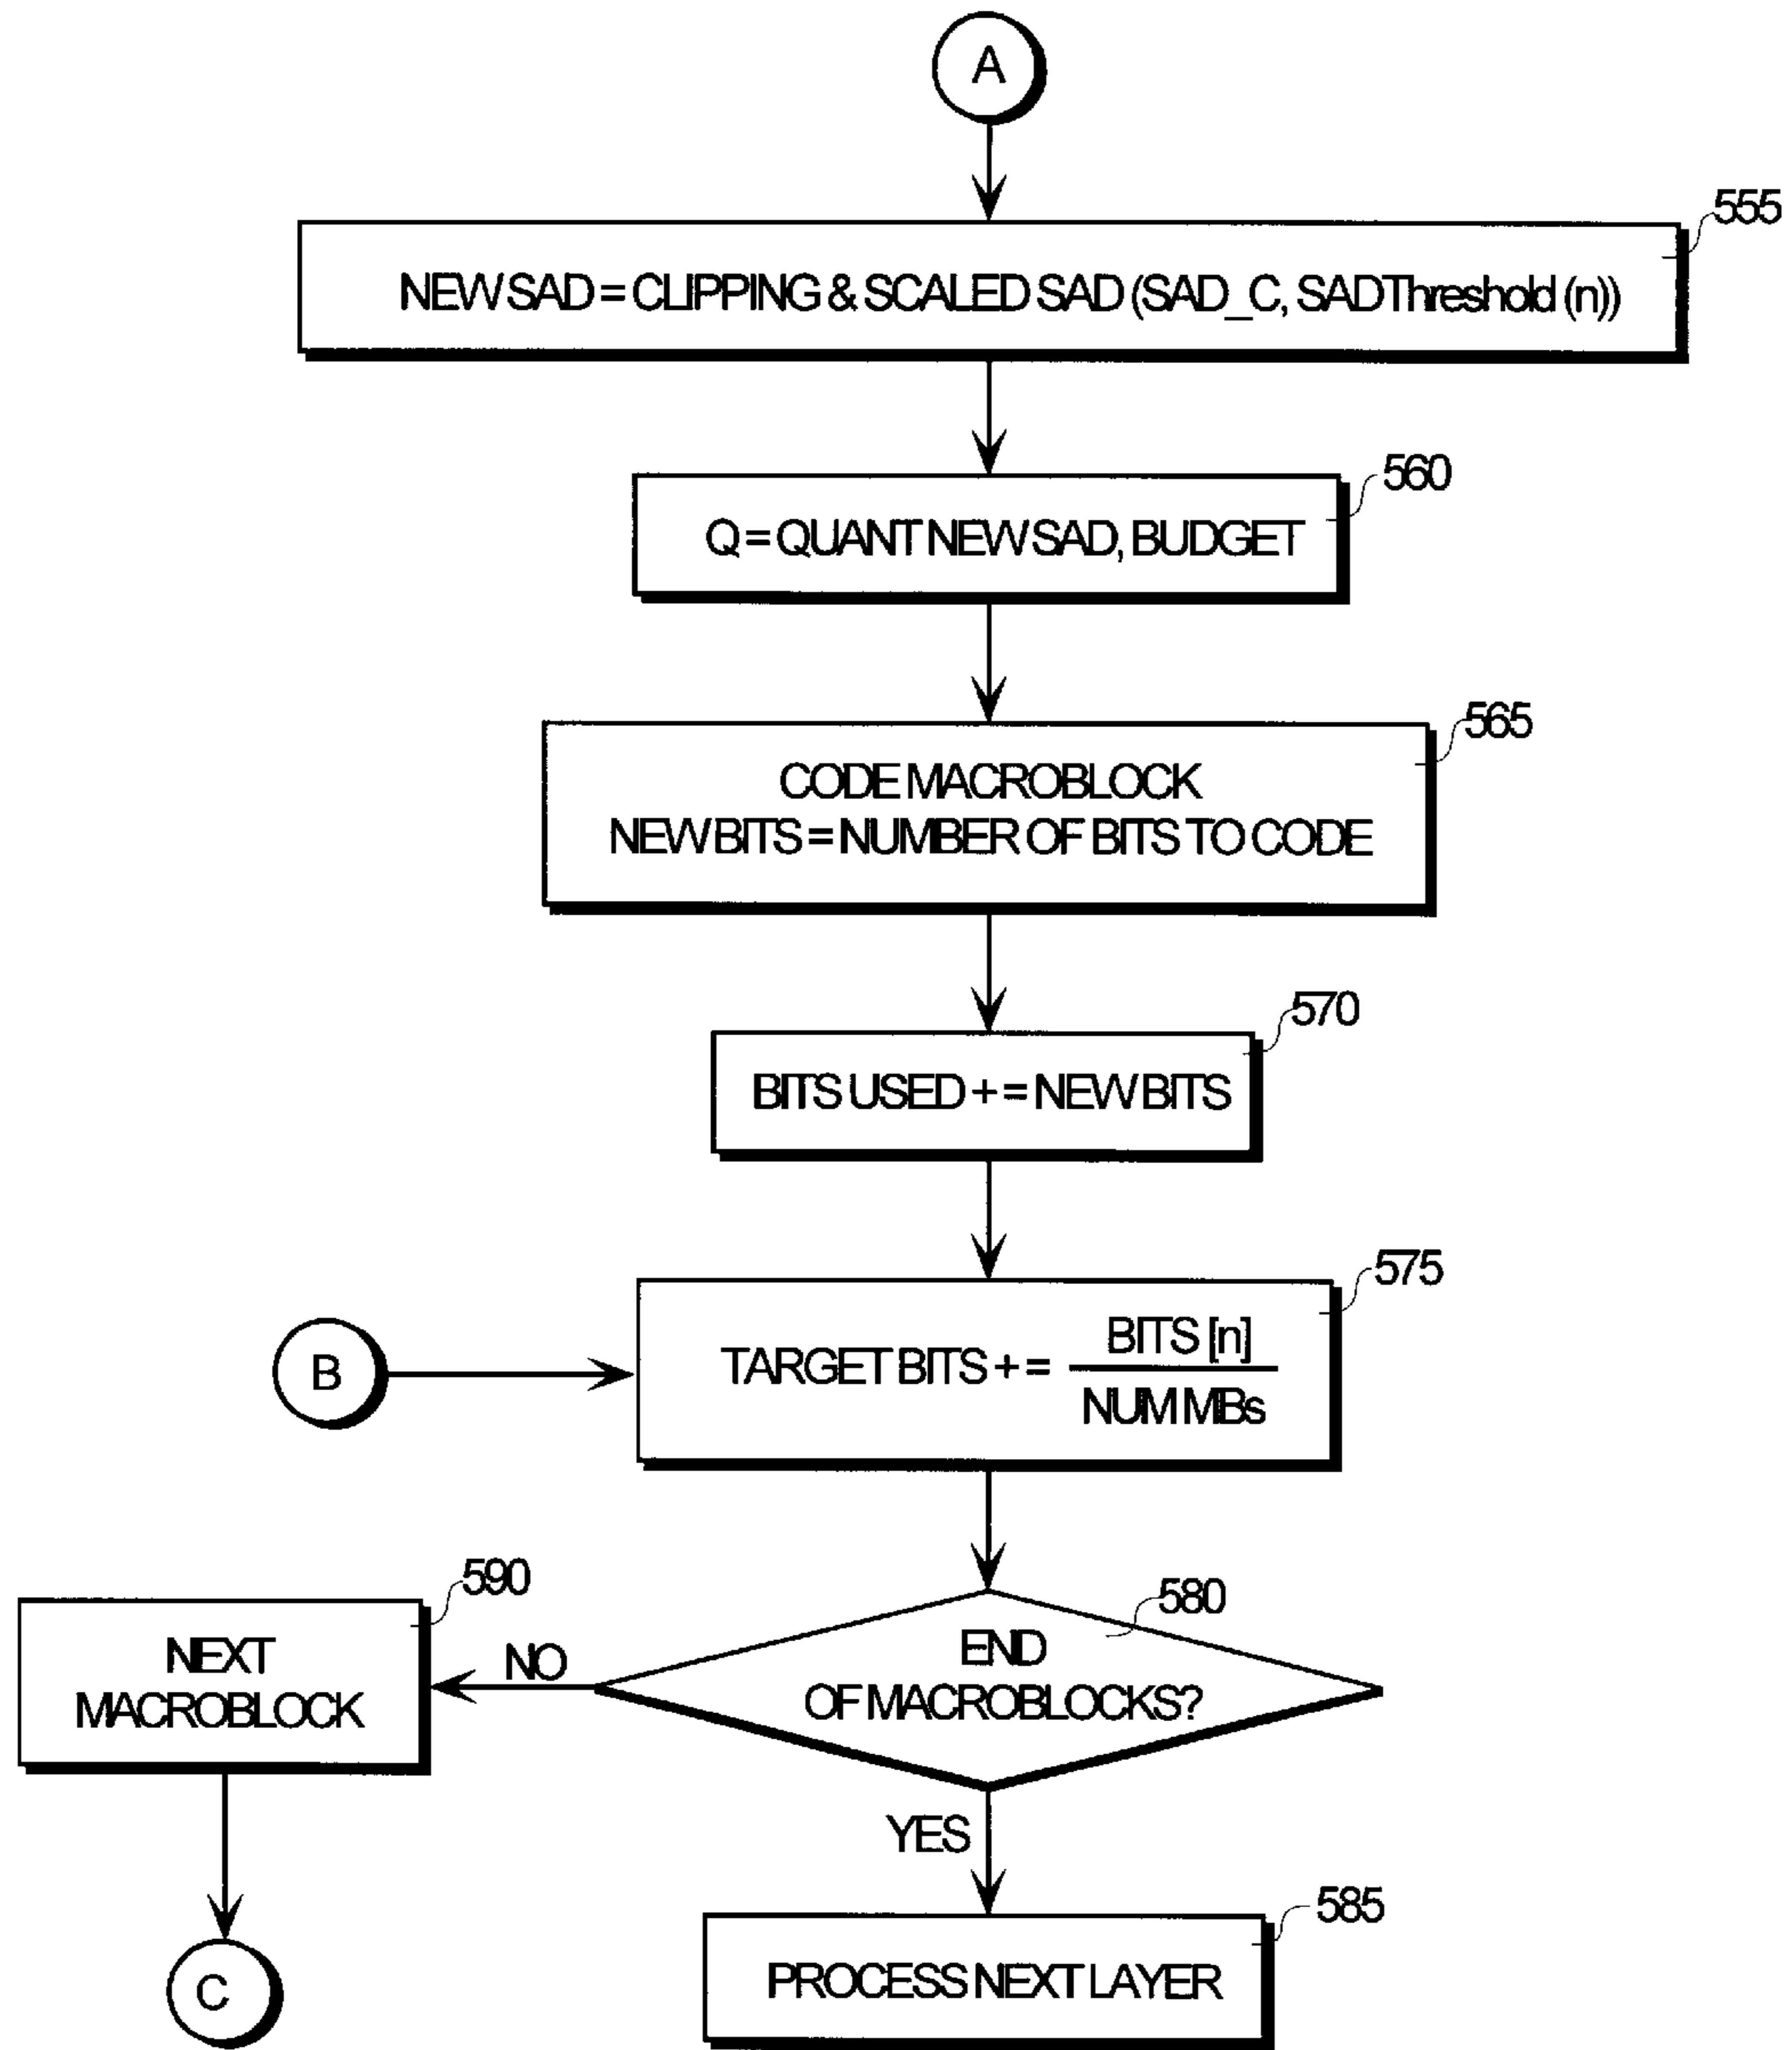 A
555
NEW SAD = CLIPPING & SCALED SAD (SAD_C, SADThreshold (n))
560
Q = QUANT NEW SAD, BUDGET
565
CODE MACROBLOCK
NEW BITS = NUMBER OF BITS TO CODE
570
BITS USED + = NEW BITS
575
B
TARGET BITS + = BITS [n]
NUM MBs
590
580
NEXT
MACROBLOCK
NO
END
OF MACROBLOCKS?
YES
585
C
PROCESS NEXT LAYER